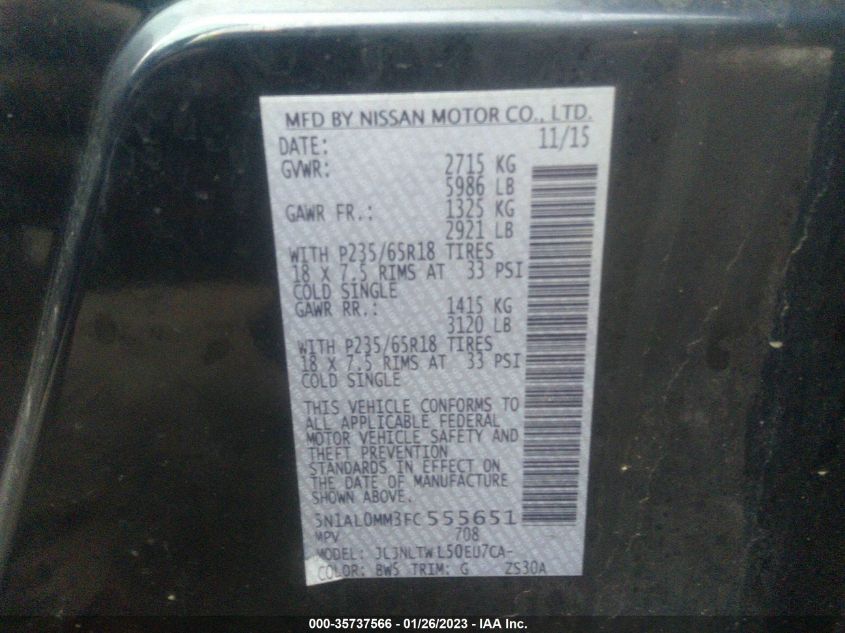 MFD BY NISSAN MOTOR CO., LTD.
DATE: 11/15
GVWR: 2715 KG
5986 LB
GAWR FR.: 1325 KG
2921 LB
WITH P235/65R18 TIRES
18 X 7.5 RIMS AT 33 PSI
COLD SINGLE
GAWR RR.: 1415 KG
3120 LB
WITH P235/65R18 TIRES
18 X 7.5 RIMS AT 33 PSI
COLD SINGLE
THIS VEHICLE CONFORMS TO
ALL APPLICABLE FEDERAL
MOTOR VEHICLE SAFETY AND
THEFT PREVENTION
STANDARDS IN EFFECT ON
THE DATE OF MANUFACTURE
SHOWN ABOVE.
5N1AL0MM3FC555651
MPV 708
MODEL: JLJNLTWL50EU7CA-
COLOR: BW5 TRIM: G ZS30A
000-35737566 - 01/26/2023 - IAA Inc.